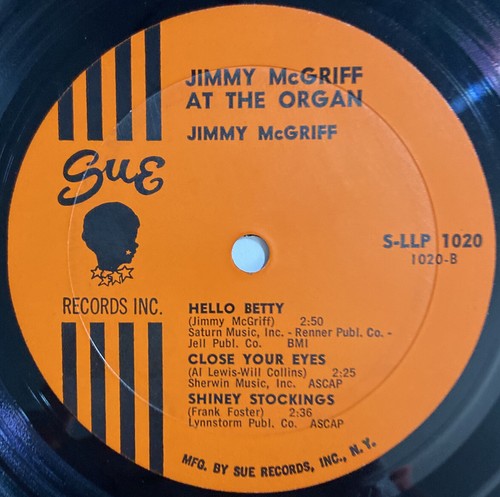 JIMMY McGRIFF
AT THE ORGAN
JIMMY McGRIFF
Sue
RECORDS INC.
S-LLP 1020
1020-B
HELLO BETTY
(Jimmy McGriff) 2:50
Saturn Music, Inc. - Renner Publ. Co. -
Jell Publ. Co. BMI
CLOSE YOUR EYES
(Al Lewis-Will Collins) 2:25
Sherwin Music, Inc. ASCAP
SHINEY STOCKINGS
(Frank Foster) 2:36
Lynnstorm Publ. Co. ASCAP
MFG. BY SUE RECORDS, INC., N. Y.